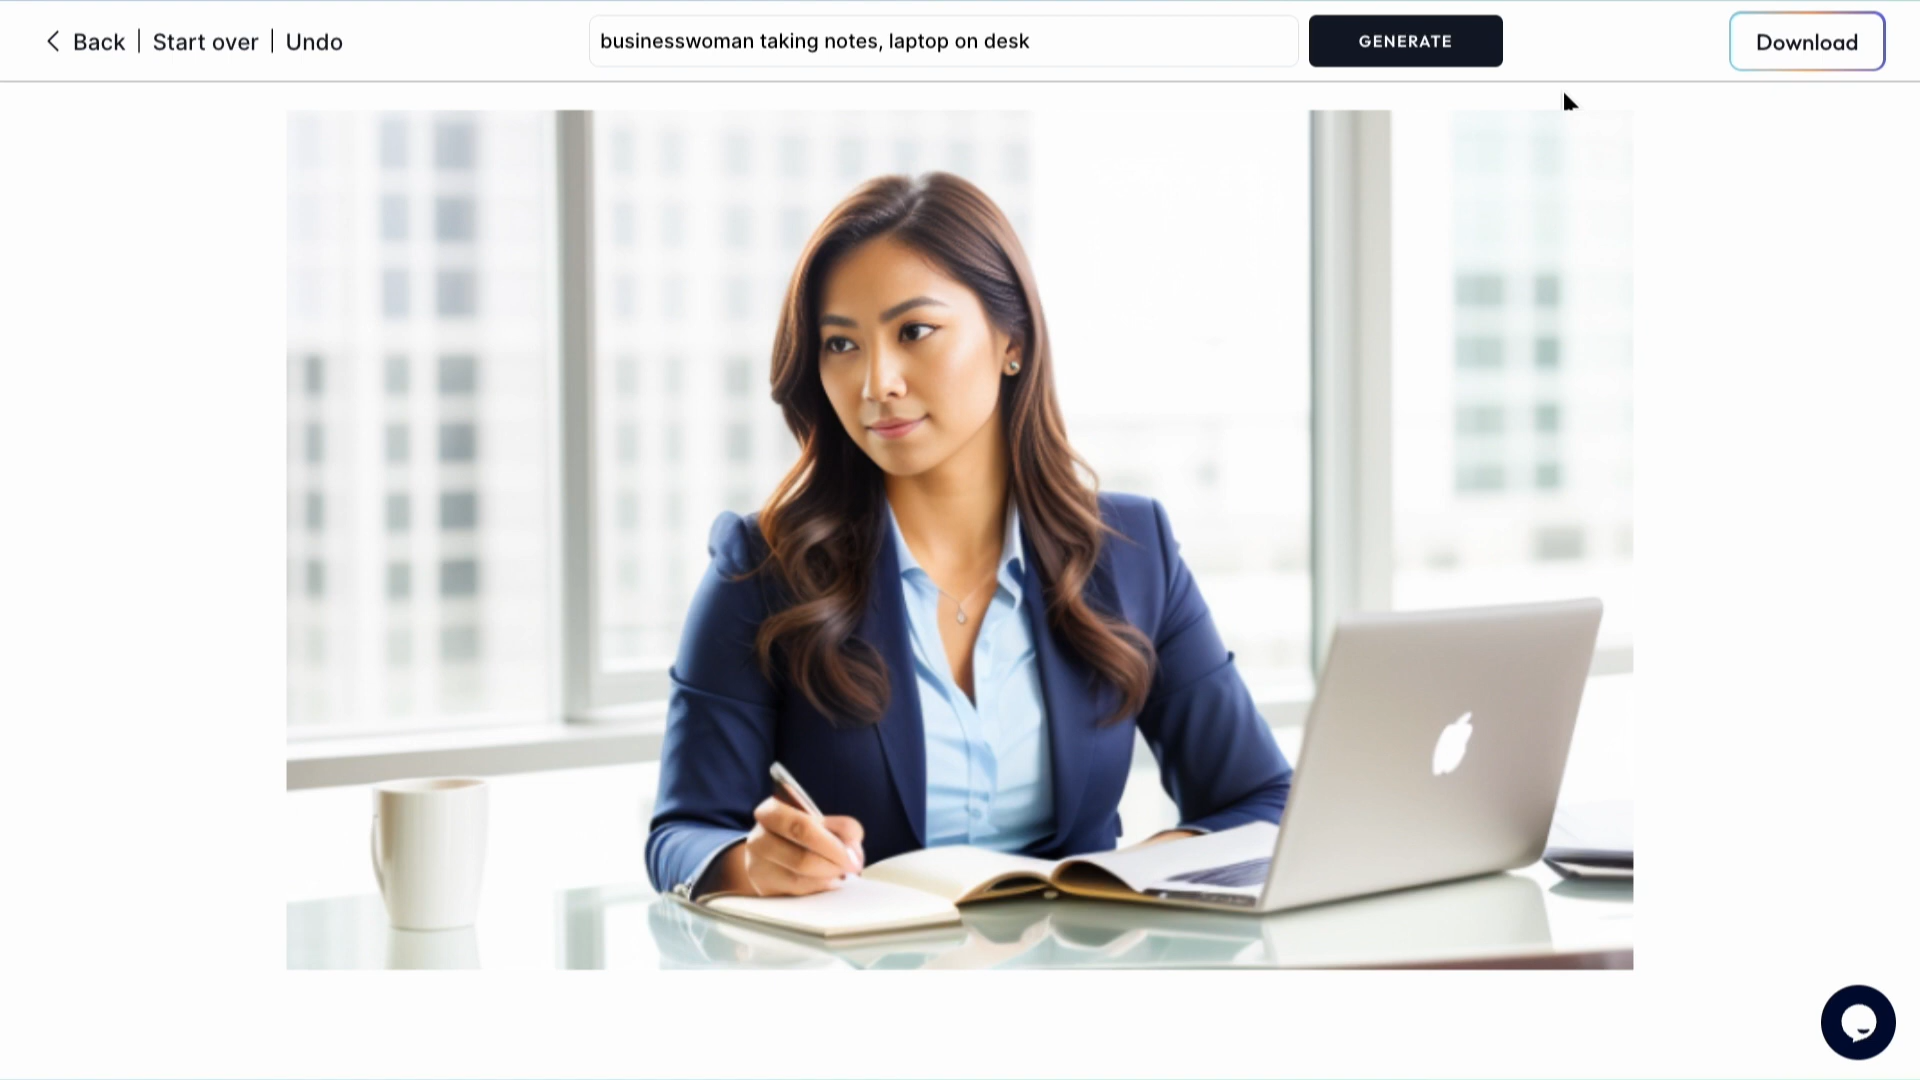 Back | Start over | Undo
businesswoman taking notes, laptop on desk
GENERATE
Download